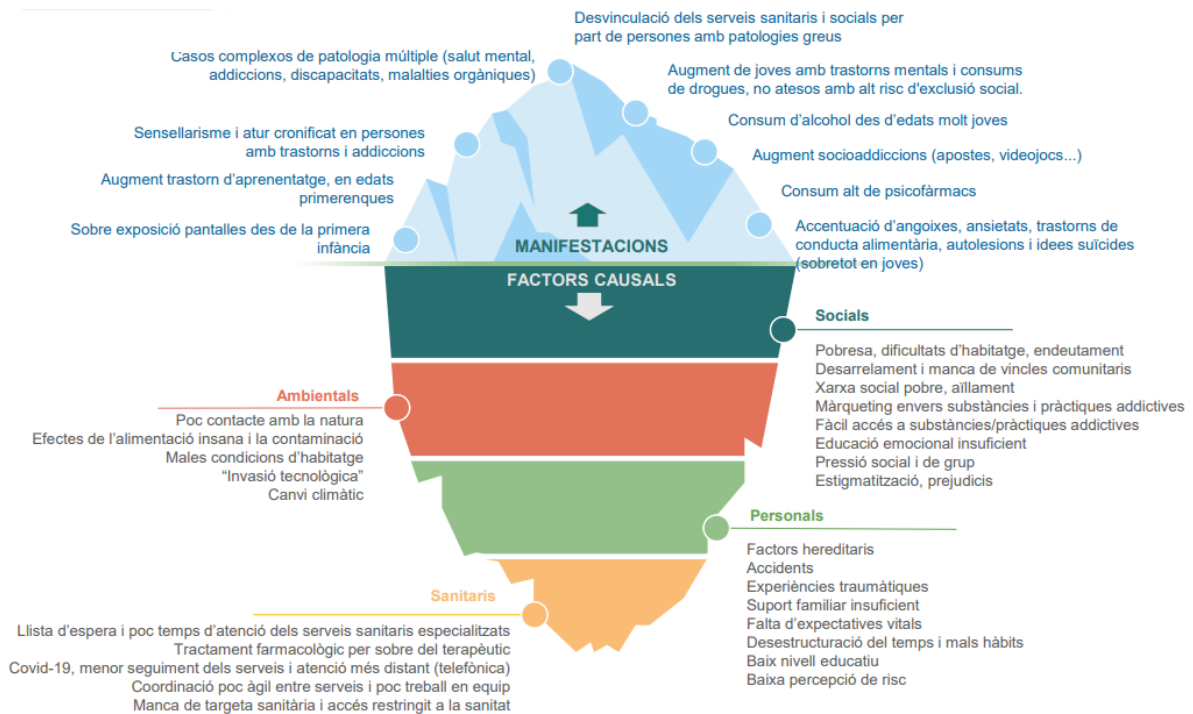 Desvinculació dels serveis sanitaris i socials per
part de persones amb patologies greus
Casos complexos de patologia múltiple (salut mental,
addiccions, discapacitats, malalties orgàniques)
Augment de joves amb trastorns mentals i consums
de drogues, no atesos amb alt risc d'exclusió social.
Sensellarisme i atur cronificat en persones
amb trastorns i addiccions
Consum d'alcohol des d'edats molt joves
Augment socioaddiccions (apostes, videojocs...)
Augment trastorn d'aprenentatge, en edats
primerenques
Consum alt de psicofàrmacs
Sobre exposició pantalles des de la primera
infància
Accentuació d'angoixes, ansietats, trastorns de
conducta alimentària, autolesions i idees suïcides
(sobretot en joves)
MANIFESTACIONS
FACTORS CAUSALS
Socials
Pobresa, dificultats d'habitatge, endeutament
Desarrelament i manca de vincles comunitaris
Xarxa social pobre, aïllament
Màrqueting envers substàncies i pràctiques addictives
Fàcil accés a substàncies/pràctiques addictives
Educació emocional insuficient
Pressió social i de grup
Estigmatització, prejudicis
Ambientals
Poc contacte amb la natura
Efectes de l'alimentació insana i la contaminació
Males condicions d'habitatge
“Invasió tecnològica”
Canvi climàtic
Personals
Factors hereditaris
Accidents
Experiències traumàtiques
Suport familiar insuficient
Falta d'expectatives vitals
Desestructuració del temps i mals hàbits
Baix nivell educatiu
Baixa percepció de risc
Sanitaris
Llista d'espera i poc temps d'atenció dels serveis sanitaris especialitzats
Tractament farmacològic per sobre del terapèutic
Covid-19, menor seguiment dels serveis i atenció més distant (telefònica)
Coordinació poc àgil entre serveis i poc treball en equip
Manca de targeta sanitària i accés restringit a la sanitat